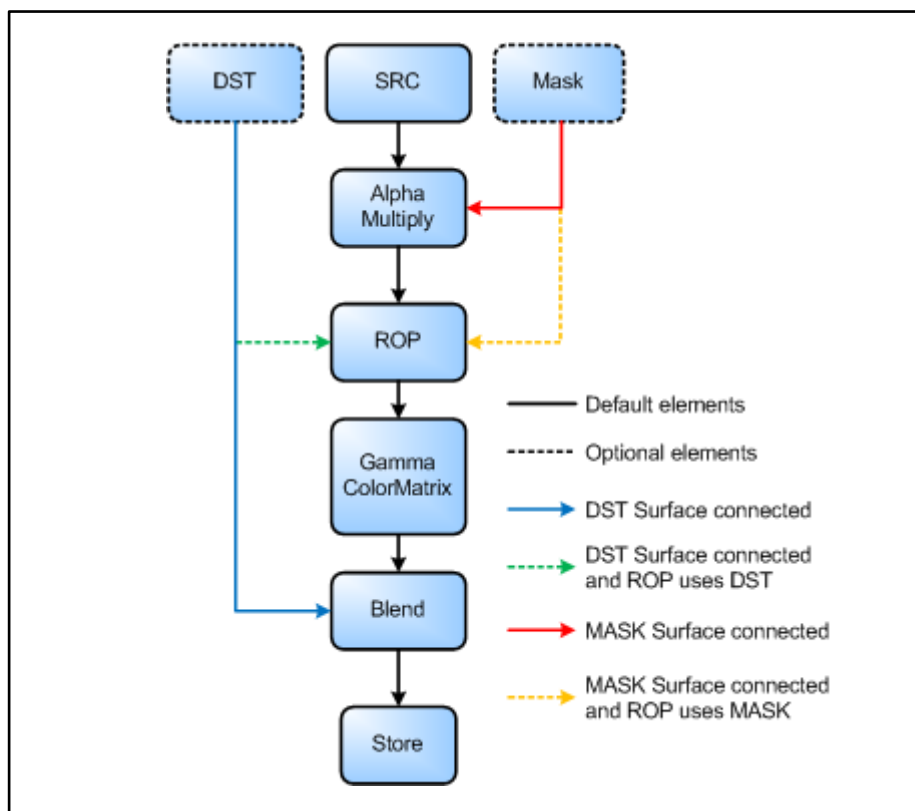 DST
SRC
Mask
Alpha
Multiply
ROP
Gamma
ColorMatrix
Blend
Store
Default elements
Optional elements
DST Surface connected
DST Surface connected
and ROP uses DST
MASK Surface connected
MASK Surface connected
and ROP uses MASK